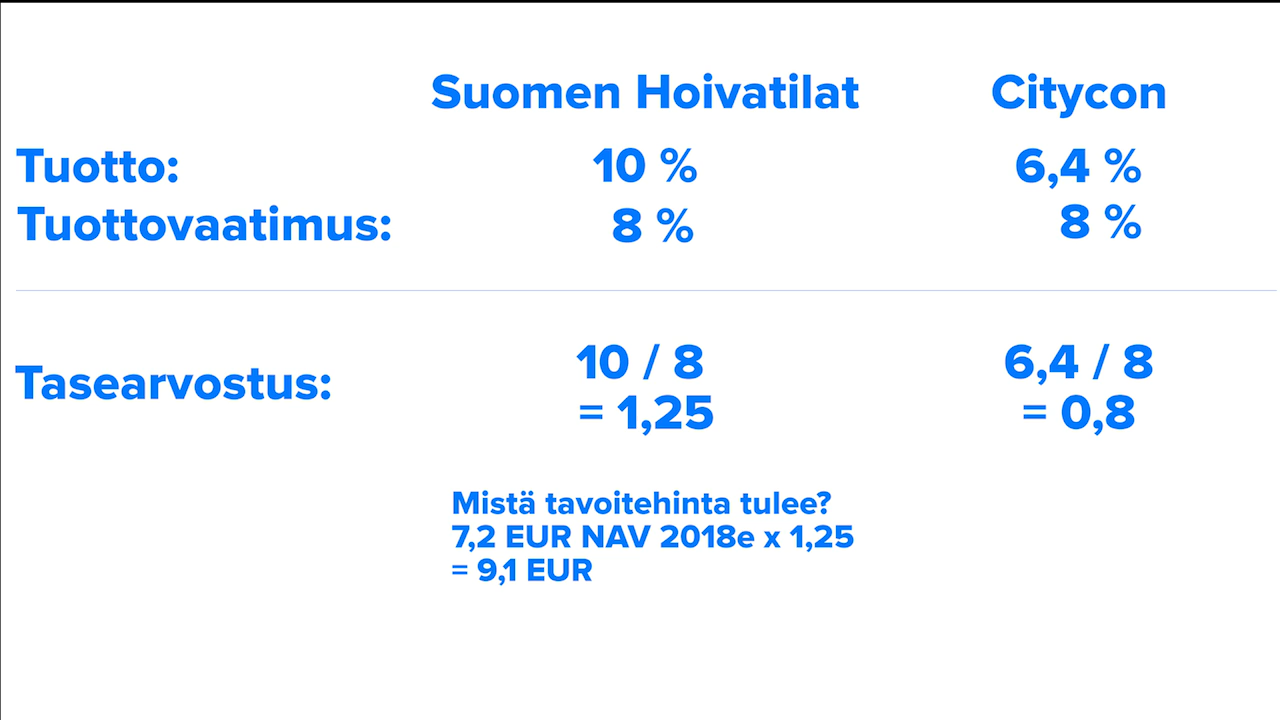 Suomen Hoivatilat Citycon
Tuotto: 10 % 6,4 %
Tuottovaatimus: 8 % 8 %
Tasearvostus: 10 / 8 6,4 / 8
= 1,25 = 0,8
Mistä tavoitehinta tulee?
7,2 EUR NAV 2018e x 1,25
= 9,1 EUR